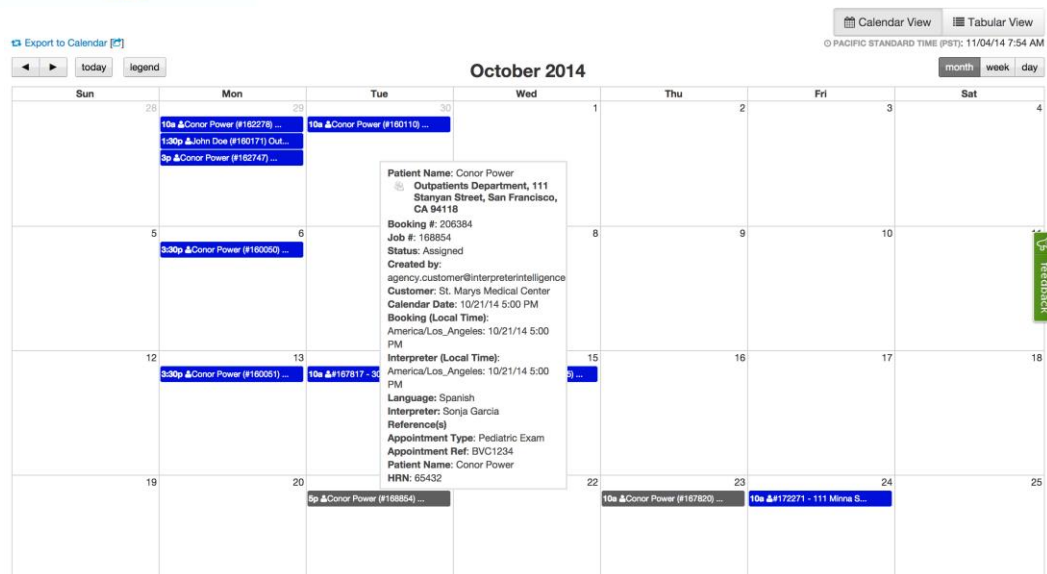 Calendar View
Tabular View
Export to Calendar []
PACIFIC STANDARD TIME (PST): 11/04/14 7:54 AM
today
legend
October 2014
month
week
day
Sun
Mon
Tue
Wed
Thu
Fri
Sat
28
29
30
1
2
3
4
10a Conor Power (#162278) ...
10a Conor Power (#160110) ...
1:30p John Doe (#160171) Out...
3p Conor Power (#162747) ...
Patient Name: Conor Power
Outpatients Department, 111
Stanyan Street, San Francisco,
CA 94118
Booking #: 206384
Job #: 168854
Status: Assigned
Created by:
agency.customer@interpreterintelligence
Customer: St. Marys Medical Center
Calendar Date: 10/21/14 5:00 PM
Booking (Local Time):
America/Los_Angeles: 10/21/14 5:00
PM
Interpreter (Local Time):
America/Los_Angeles: 10/21/14 5:00
PM
Language: Spanish
Interpreter: Sonja Garcia
Reference(s)
Appointment Type: Pediatric Exam
Appointment Ref: BVC1234
Patient Name: Conor Power
HRN: 65432
5
6
8
9
10
3:30p Conor Power (#160050) ...
feedback
12
13
15
16
17
18
3:30p Conor Power (#160051) ...
10a #167817 - 30
5) ...
19
20
22
23
24
25
5p Conor Power (#168854) ...
10a Conor Power (#167820) ...
10a #172271 - 111 Minna S...